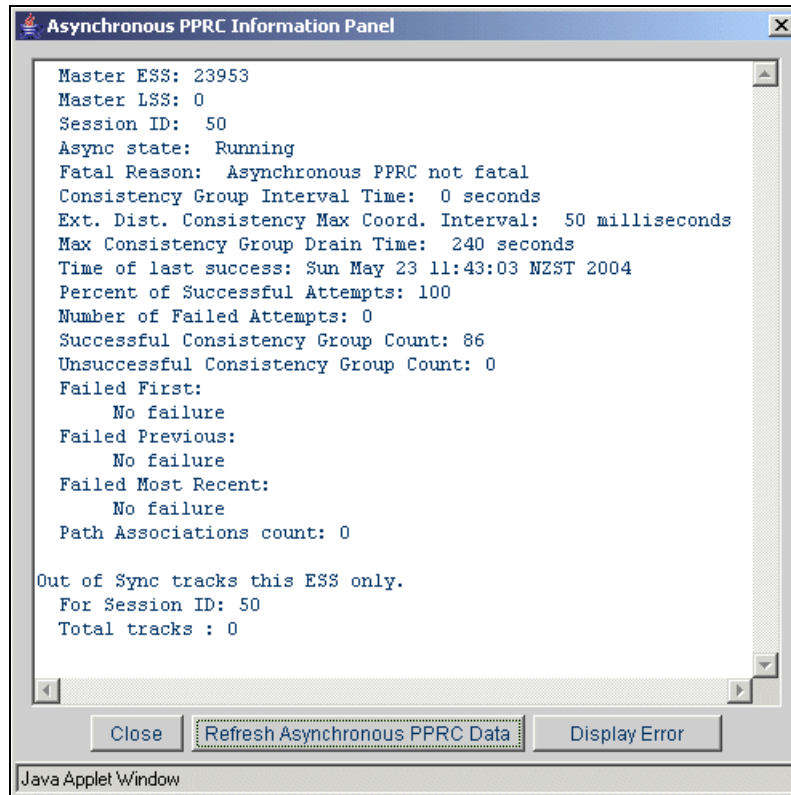 Asynchronous PPRC Information Panel
Master ESS: 23953
Master LSS: 0
Session ID: 50
Async state: Running
Fatal Reason: Asynchronous PPRC not fatal
Consistency Group Interval Time: 0 seconds
Ext. Dist. Consistency Max Coord. Interval: 50 milliseconds
Max Consistency Group Drain Time: 240 seconds
Time of last success: Sun May 23 11:43:03 NZST 2004
Percent of Successful Attempts: 100
Number of Failed Attempts: 0
Successful Consistency Group Count: 86
Unsuccessful Consistency Group Count: 0
Failed First:
No failure
Failed Previous:
No failure
Failed Most Recent:
No failure
Path Associations count: 0
Out of Sync tracks this ESS only.
For Session ID: 50
Total tracks : 0
Close
Refresh Asynchronous PPRC Data
Display Error
Java Applet Window